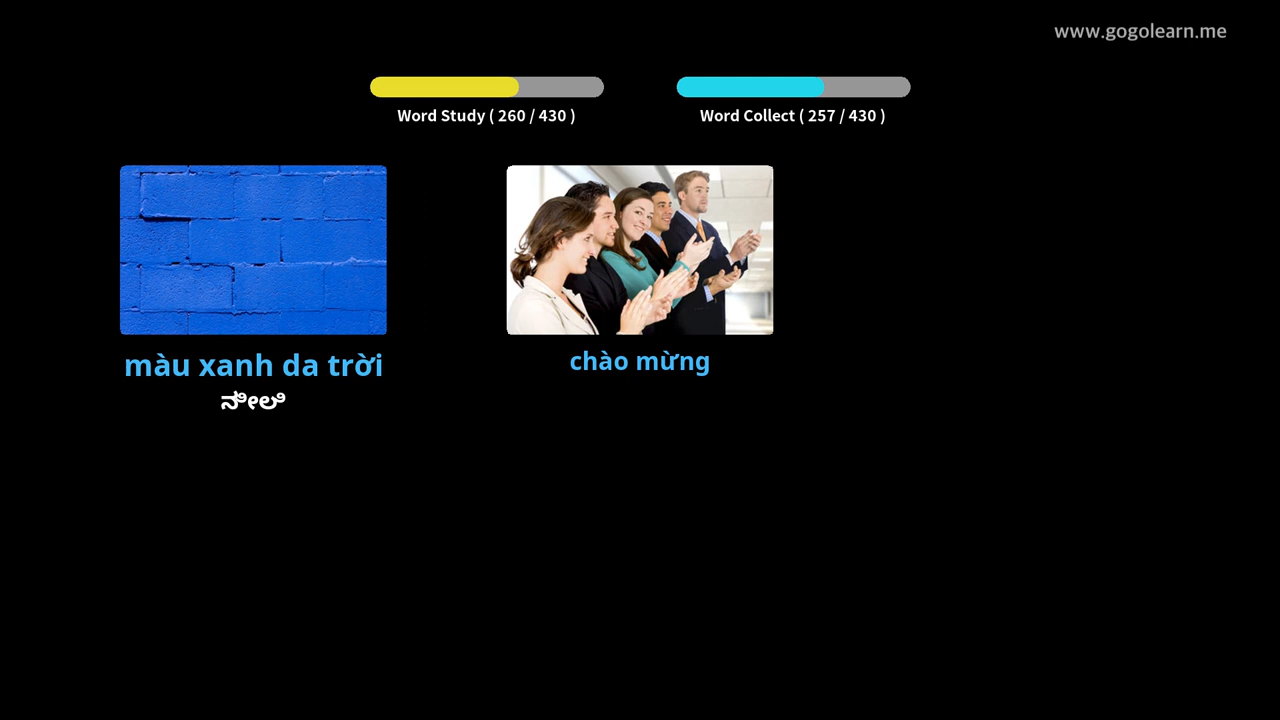 www.gogolearn.me
Word Study ( 260 / 430 )
Word Collect ( 257 / 430 )
màu xanh da trời
ನೀಲಿ
chào mừng